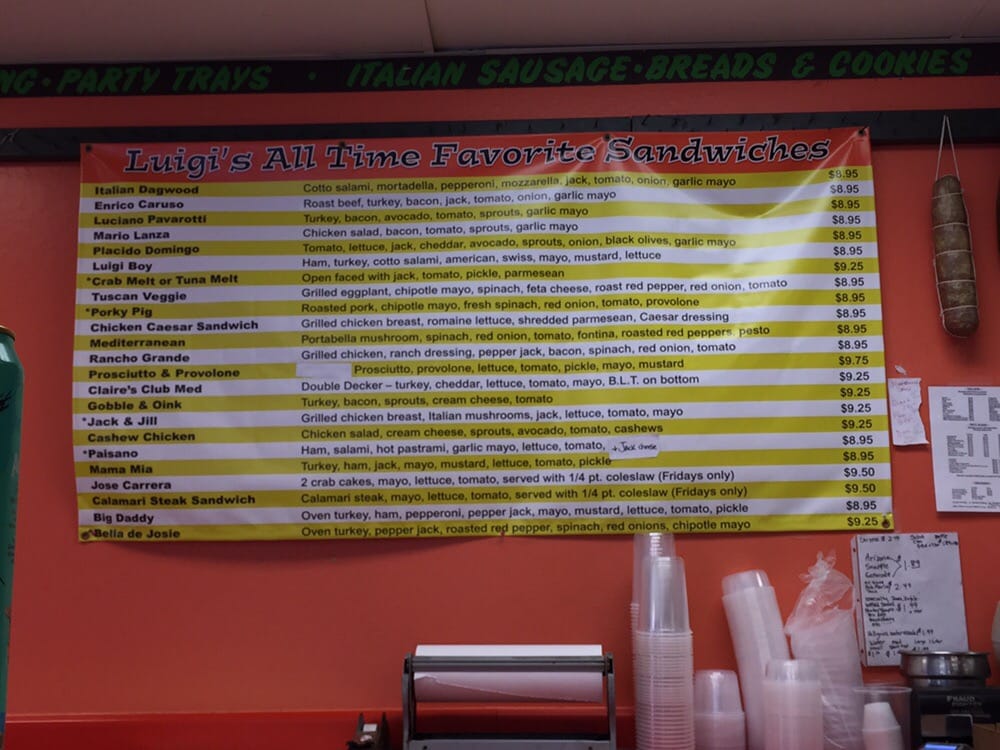 NG · PARTY TRAYS · ITALIAN SAUSAGE · BREADS & COOKIES
Luigi's All Time Favorite Sandwiches
Italian Dagwood Cotto salami, mortadella, pepperoni, mozzarella, jack, tomato, onion, garlic mayo $8.95
Enrico Caruso Roast beef, turkey, bacon, jack, tomato, onion, garlic mayo $8.95
Luciano Pavarotti Turkey, bacon, avocado, tomato, sprouts, garlic mayo $8.95
Mario Lanza Chicken salad, bacon, tomato, sprouts, garlic mayo $8.95
Placido Domingo Tomato, lettuce, jack, cheddar, avocado, sprouts, onion, black olives, garlic mayo $8.95
Luigi Boy Ham, turkey, cotto salami, american, swiss, mayo, mustard, lettuce $8.95
*Crab Melt or Tuna Melt Open faced with jack, tomato, pickle, parmesean $9.25
Tuscan Veggie Grilled eggplant, chipotle mayo, spinach, feta cheese, roast red pepper, red onion, tomato $8.95
*Porky Pig Roasted pork, chipotle mayo, fresh spinach, red onion, tomato, provolone $8.95
Chicken Caesar Sandwich Grilled chicken breast, romaine lettuce, shredded parmesean, Caesar dressing $8.95
Mediterranean Portabella mushroom, spinach, red onion, tomato, fontina, roasted red peppers, pesto $8.95
Rancho Grande Grilled chicken, ranch dressing, pepper jack, bacon, spinach, red onion, tomato $8.95
Prosciutto & Provolone Prosciutto, provolone, lettuce, tomato, pickle, mayo, mustard $9.75
Claire's Club Med Double Decker – turkey, cheddar, lettuce, tomato, mayo, B.L.T. on bottom $9.25
Gobble & Oink Turkey, bacon, sprouts, cream cheese, tomato $9.25
*Jack & Jill Grilled chicken breast, Italian mushrooms, jack, lettuce, tomato, mayo $9.25
Cashew Chicken Chicken salad, cream cheese, sprouts, avocado, tomato, cashews $9.25
*Paisano Ham, salami, hot pastrami, garlic mayo, lettuce, tomato, + Jack cheese $8.95
Mama Mia Turkey, ham, jack, mayo, mustard, lettuce, tomato, pickle $8.95
Jose Carrera 2 crab cakes, mayo, lettuce, tomato, served with 1/4 pt. coleslaw (Fridays only) $9.50
Calamari Steak Sandwich Calamari steak, mayo, lettuce, tomato, served with 1/4 pt. coleslaw (Fridays only) $9.50
Big Daddy Oven turkey, ham, pepperoni, pepper jack, mayo, mustard, lettuce, tomato, pickle $8.95
*Bella de Josie Oven turkey, pepper jack, roasted red pepper, spinach, red onions, chipotle mayo $9.25
Arizona
Snapple 1.89